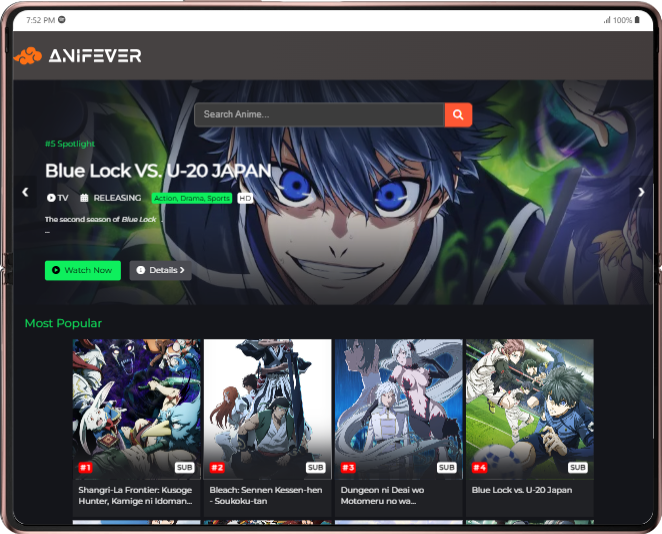 7:52 PM
100%
ANIFEVER
Search Anime...
#5 Spotlight
Blue Lock VS. U-20 JAPAN
TV RELEASING Action, Drama, Sports HD
The second season of Blue Lock .
...
Watch Now Details
Most Popular
#1 SUB
Shangri-La Frontier: Kusoge
Hunter, Kamige ni Idoman...
#2 SUB
Bleach: Sennen Kessen-hen
- Soukoku-tan
#3 SUB
Dungeon ni Deai wo
Motomeru no wa...
#4 SUB
Blue Lock vs. U-20 Japan